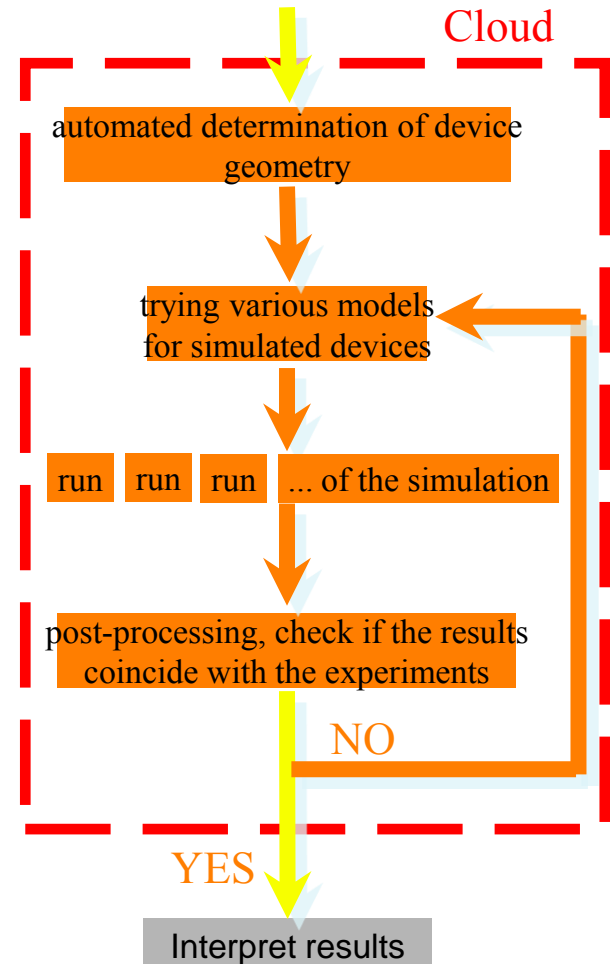 Cloud
automated determination of device
geometry
trying various models
for simulated devices
run run run ... of the simulation
post-processing, check if the results
coincide with the experiments
NO
YES
Interpret results